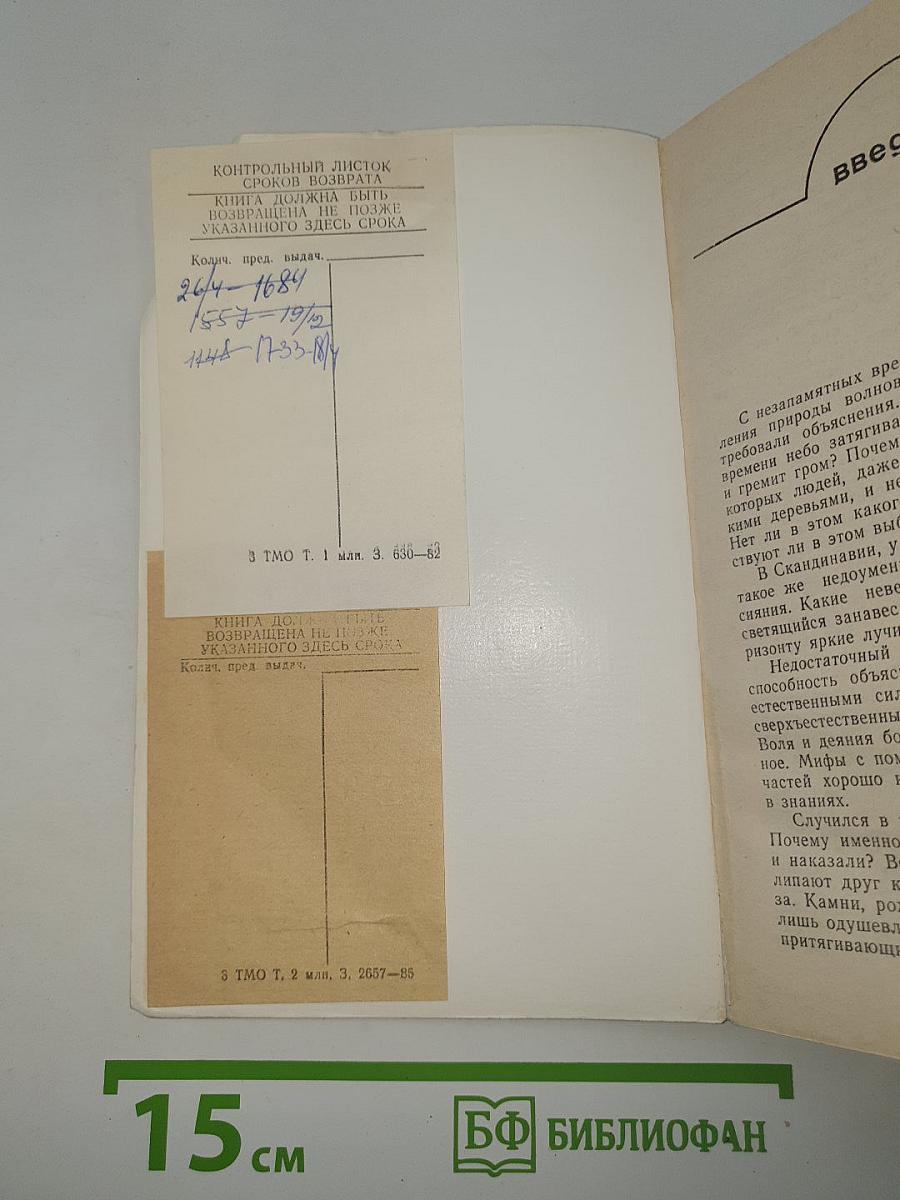 КОНТРОЛЬНЫЙ ЛИСТОК
СРОКОВ ВОЗВРАТА
КНИГА ДОЛЖНА БЫТЬ
ВОЗВРАЩЕНА НЕ ПОЗЖЕ
УКАЗАННОГО ЗДЕСЬ СРОКА
Колич. пред. выдач.
26/4 - 1684
1557 = 19/12
1148 - 1733-18/4
3 ТМО Т. 1 млн. З. 630—82
КНИГА ДОЛЖНА БЫТЬ
ВОЗВРАЩЕНА НЕ ПОЗЖЕ
УКАЗАННОГО ЗДЕСЬ СРОКА
Колич. пред. выдач.
3 ТМО Т. 2 млн. З. 2657—85
введ
С незапамятных вре
ления природы волнов
требовали объяснения.
времени небо затягива
и гремит гром? Почем
которых людей, даже
кими деревьями, и не
Нет ли в этом какого
ствуют ли в этом выб
В Скандинавии, у
такое же недоумен
сияния. Какие неве
светящийся занавес
ризонту яркие лучи
Недостаточный
способность объяс
естественными сил
сверхъестественны
Воля и деяния бо
ное. Мифы с пом
частей хорошо
в знаниях.
Случился в
Почему именно
и наказали? В
липают друг к
за. Камни, рож
лишь одушевл
притягивающи
15 см
БФ БИБЛИОФАН